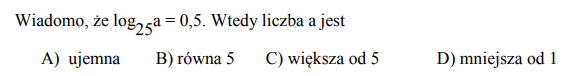 Wiadomo, że log₂₅a = 0,5. Wtedy liczba a jest
A) ujemna B) równa 5 C) większa od 5 D) mniejsza od 1